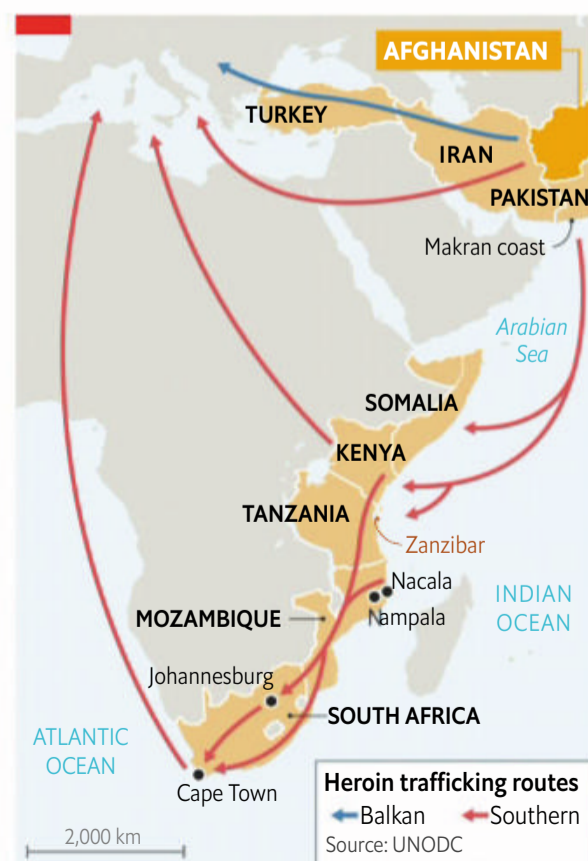 AFGHANISTAN
TURKEY
IRAN
PAKISTAN
Makran coast
Arabian
Sea
SOMALIA
KENYA
TANZANIA
Zanzibar
Nacala
INDIAN
OCEAN
MOZAMBIQUE
Nampala
Johannesburg
SOUTH AFRICA
ATLANTIC
OCEAN
Cape Town
Heroin trafficking routes
Balkan Southern
Source: UNODC
2,000 km